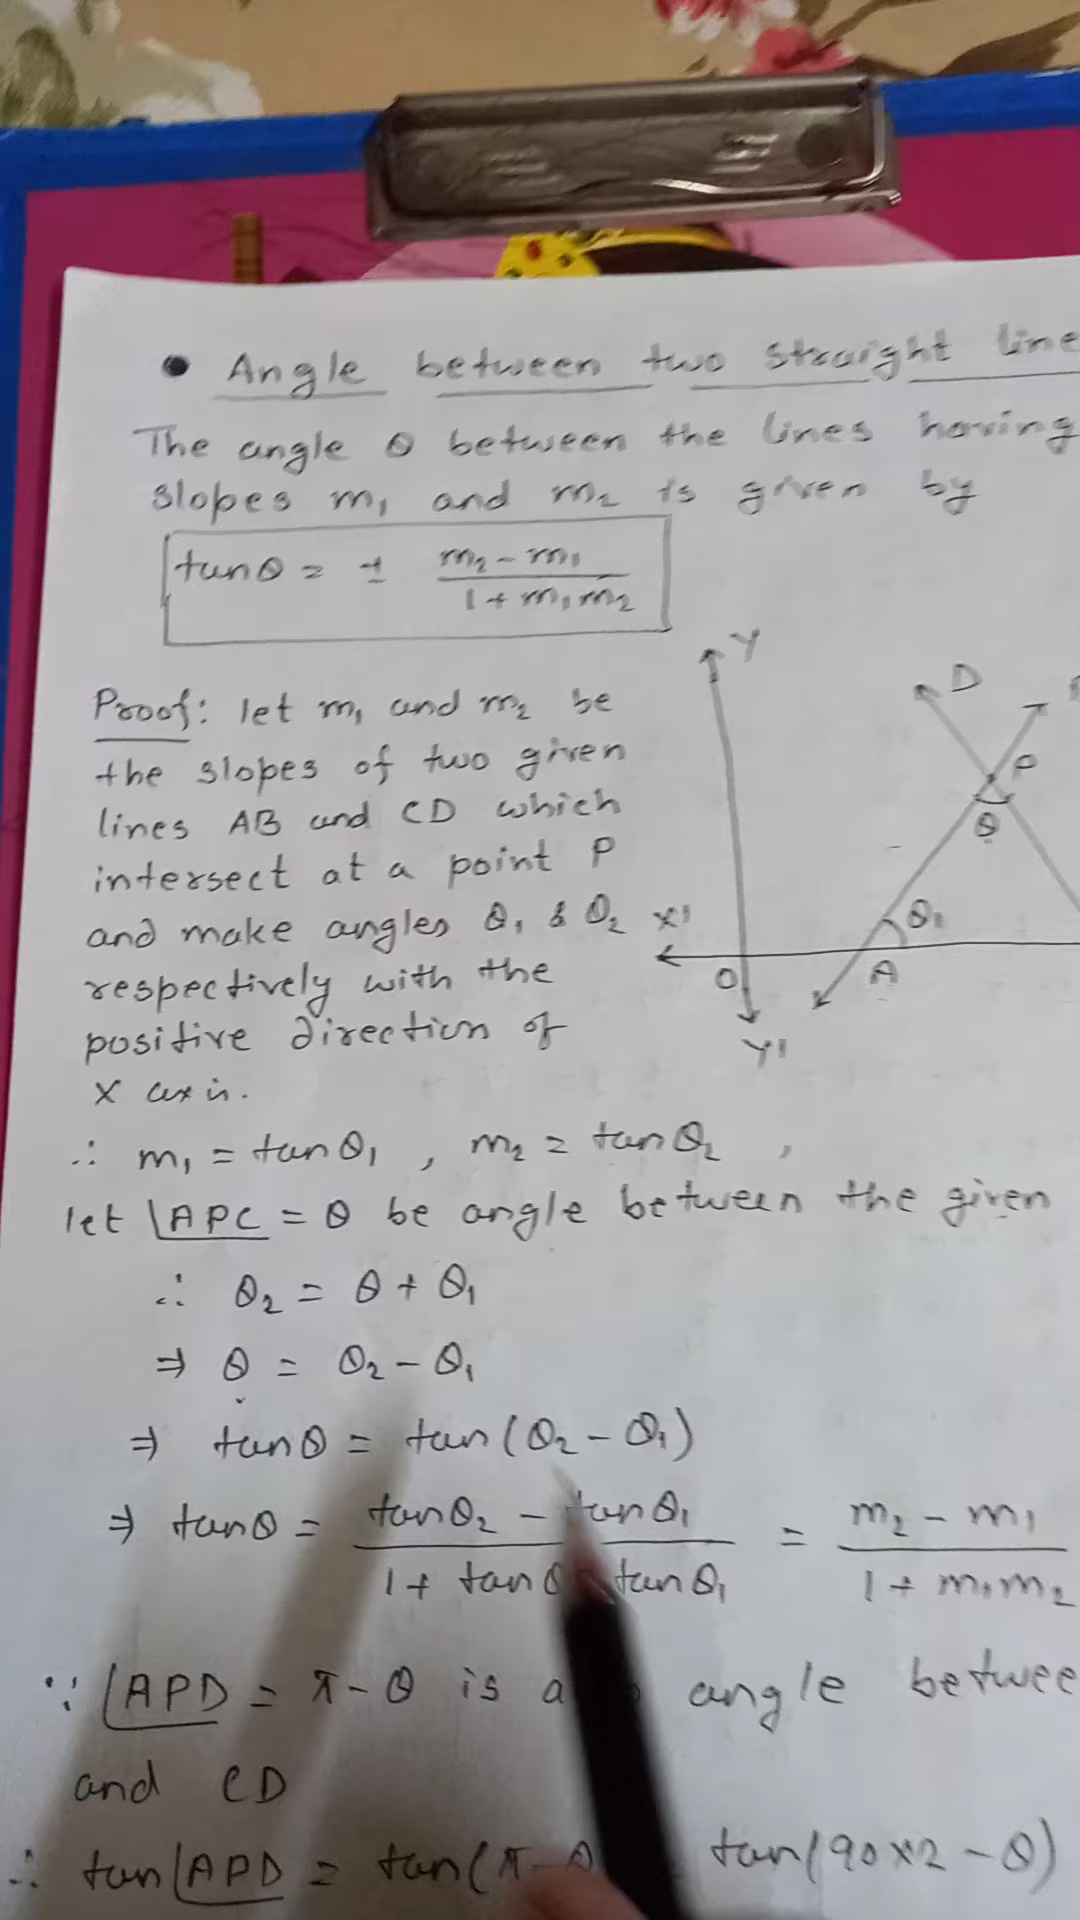 • Angle between two straight line
The angle θ between the lines having
slopes m₁ and m₂ is given by
tanθ = ± (m₂ - m₁)/(1 + m₁m₂)
Y
D
P
θ
θ₁
X'
O
A
Y'
Proof: let m₁ and m₂ be
the slopes of two given
lines AB and CD which
intersect at a point P
and make angles θ₁ & θ₂
respectively with the
positive direction of
X axis.
∴ m₁ = tanθ₁ , m₂ = tanθ₂ ,
let ∠APC = θ be angle between the given
∴ θ₂ = θ + θ₁
⇒ θ = θ₂ - θ₁
⇒ tanθ = tan(θ₂ - θ₁)
⇒ tanθ = (tanθ₂ - tanθ₁)/(1 + tanθ tanθ₁) = (m₂ - m₁)/(1 + m₁m₂)
∵ ∠APD = π - θ is angle betwee
and CD
∴ tan∠APD = tan(π - θ tan(90×2 - θ)